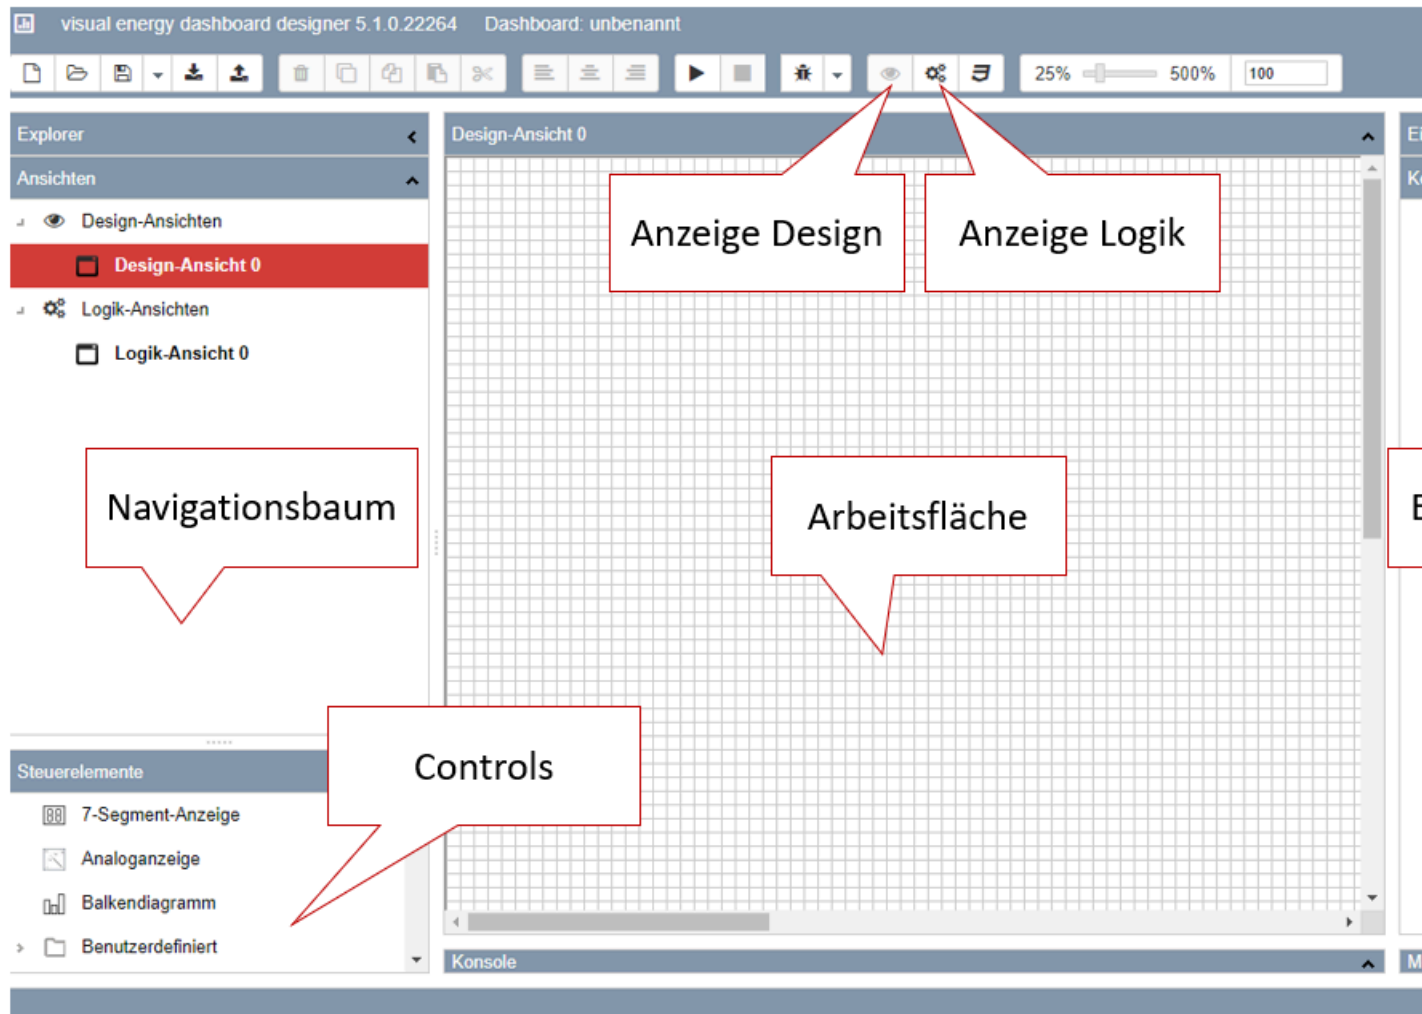 visual energy dashboard designer 5.1.0.22264 Dashboard: unbenannt
25% 500% 100
Explorer
Ansichten
Design-Ansichten
Design-Ansicht 0
Logik-Ansichten
Logik-Ansicht 0
Navigationsbaum
Steuerelemente
7-Segment-Anzeige
Analoganzeige
Balkendiagramm
Benutzerdefiniert
Controls
Design-Ansicht 0
Anzeige Design
Anzeige Logik
Arbeitsfläche
Konsole